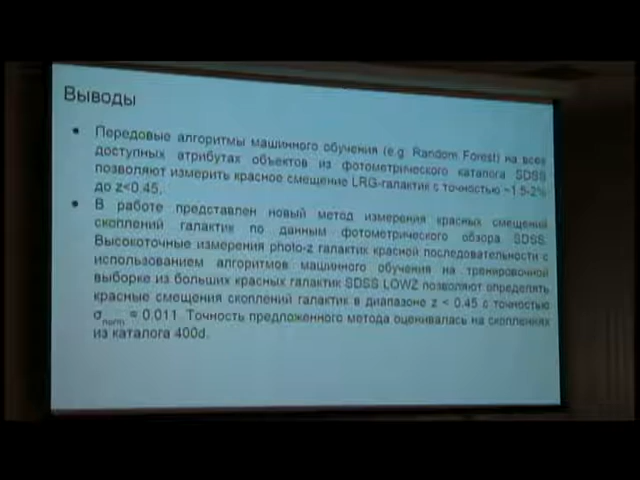 Выводы
● Передовые алгоритмы машинного обучения (e.g. Random Forest) на всех
доступных атрибутах объектов из фотометрического каталога SDSS
позволяют измерить красное смещение LRG-галактик с точностью ~1.5-2%
до z<0.45.
● В работе представлен новый метод измерения красных смещений
скоплений галактик по данным фотометрического обзора SDSS.
Высокоточные измерения photo-z галактик красной последовательности с
использованием алгоритмов машинного обучения на тренировочной
выборке из больших красных галактик SDSS LOWZ позволяют определять
красные смещения скоплений галактик в диапазоне z < 0.45 с точностью
σnorm = 0.011. Точность предложенного метода оценивалась на скоплениях
из каталога 400d.